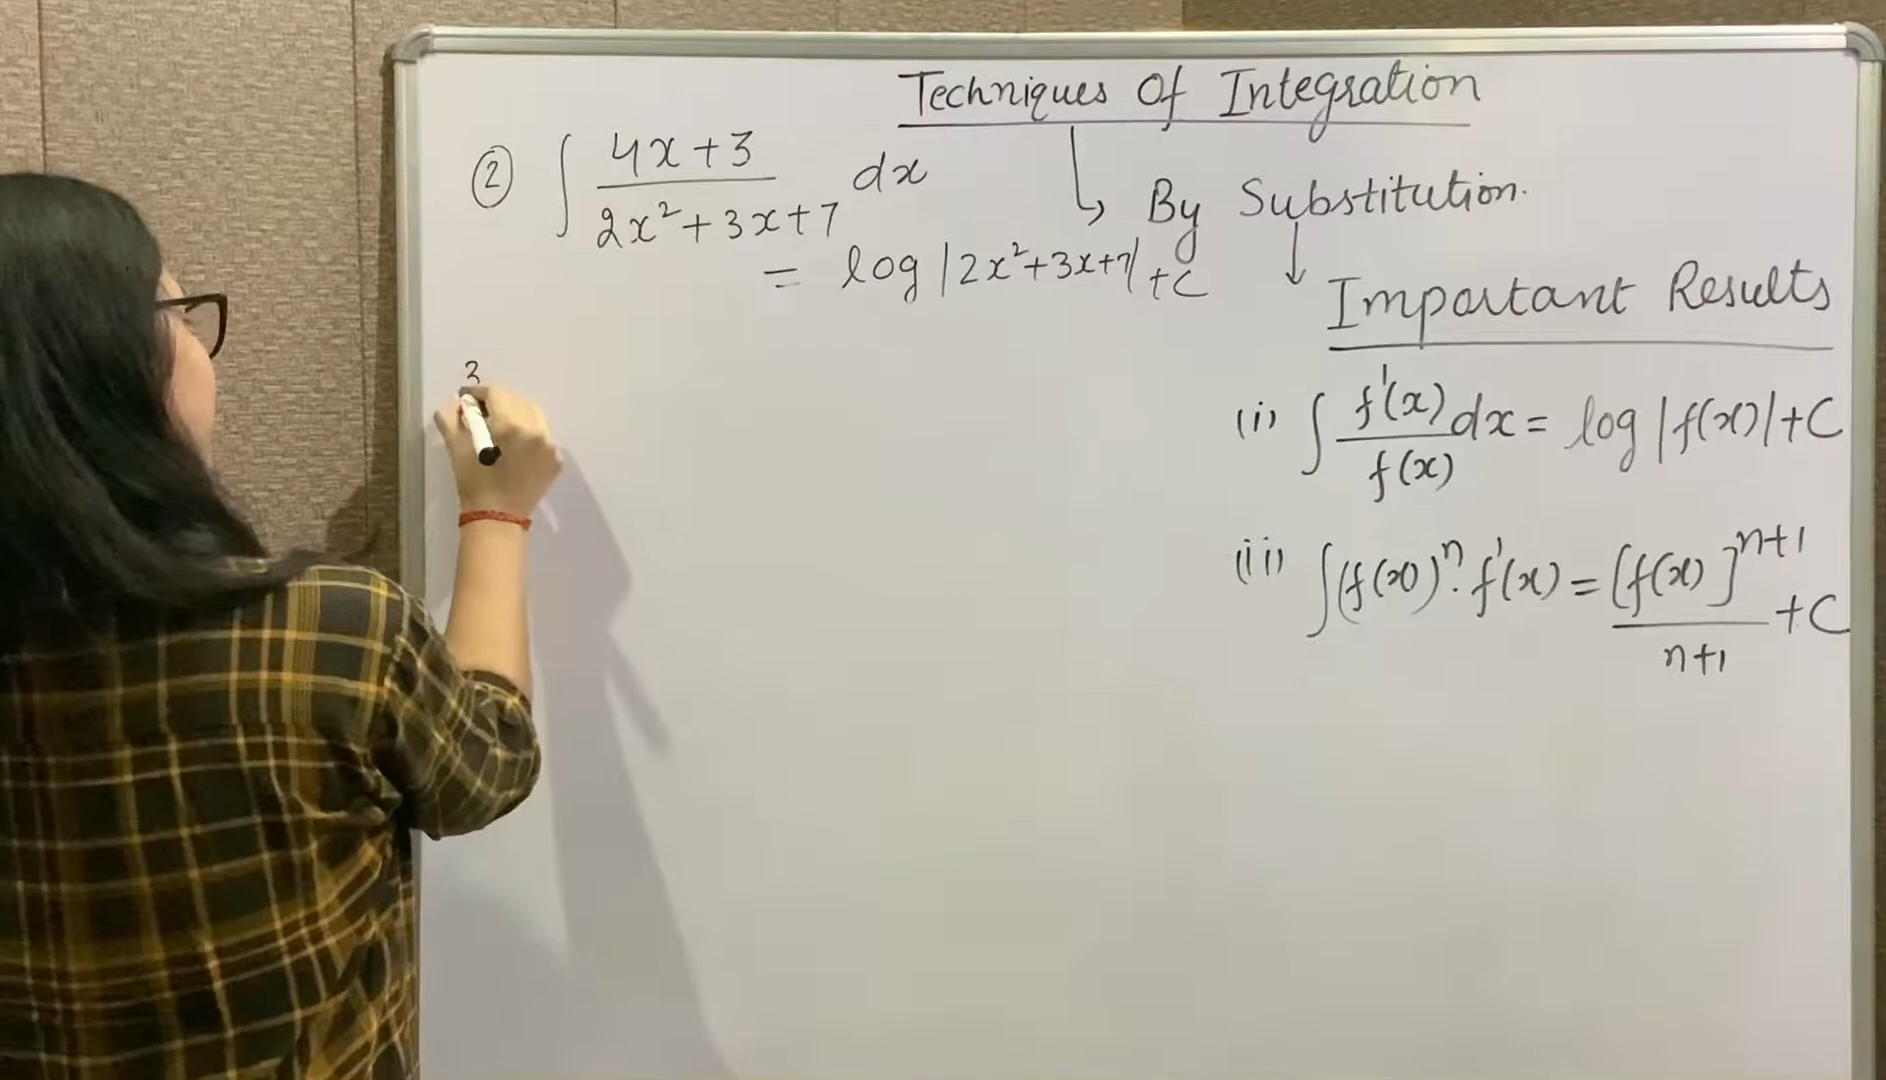 Techniques Of Integration
② ∫ (4x+3)/(2x²+3x+7) dx
↳ By Substitution.
= log |2x²+3x+7| +C
↓
Important Results
3
(i) ∫ f'(x)/f(x) dx = log |f(x)|+C
(ii) ∫(f(x))ⁿ. f'(x) = [f(x)]ⁿ⁺¹/n+1 +C